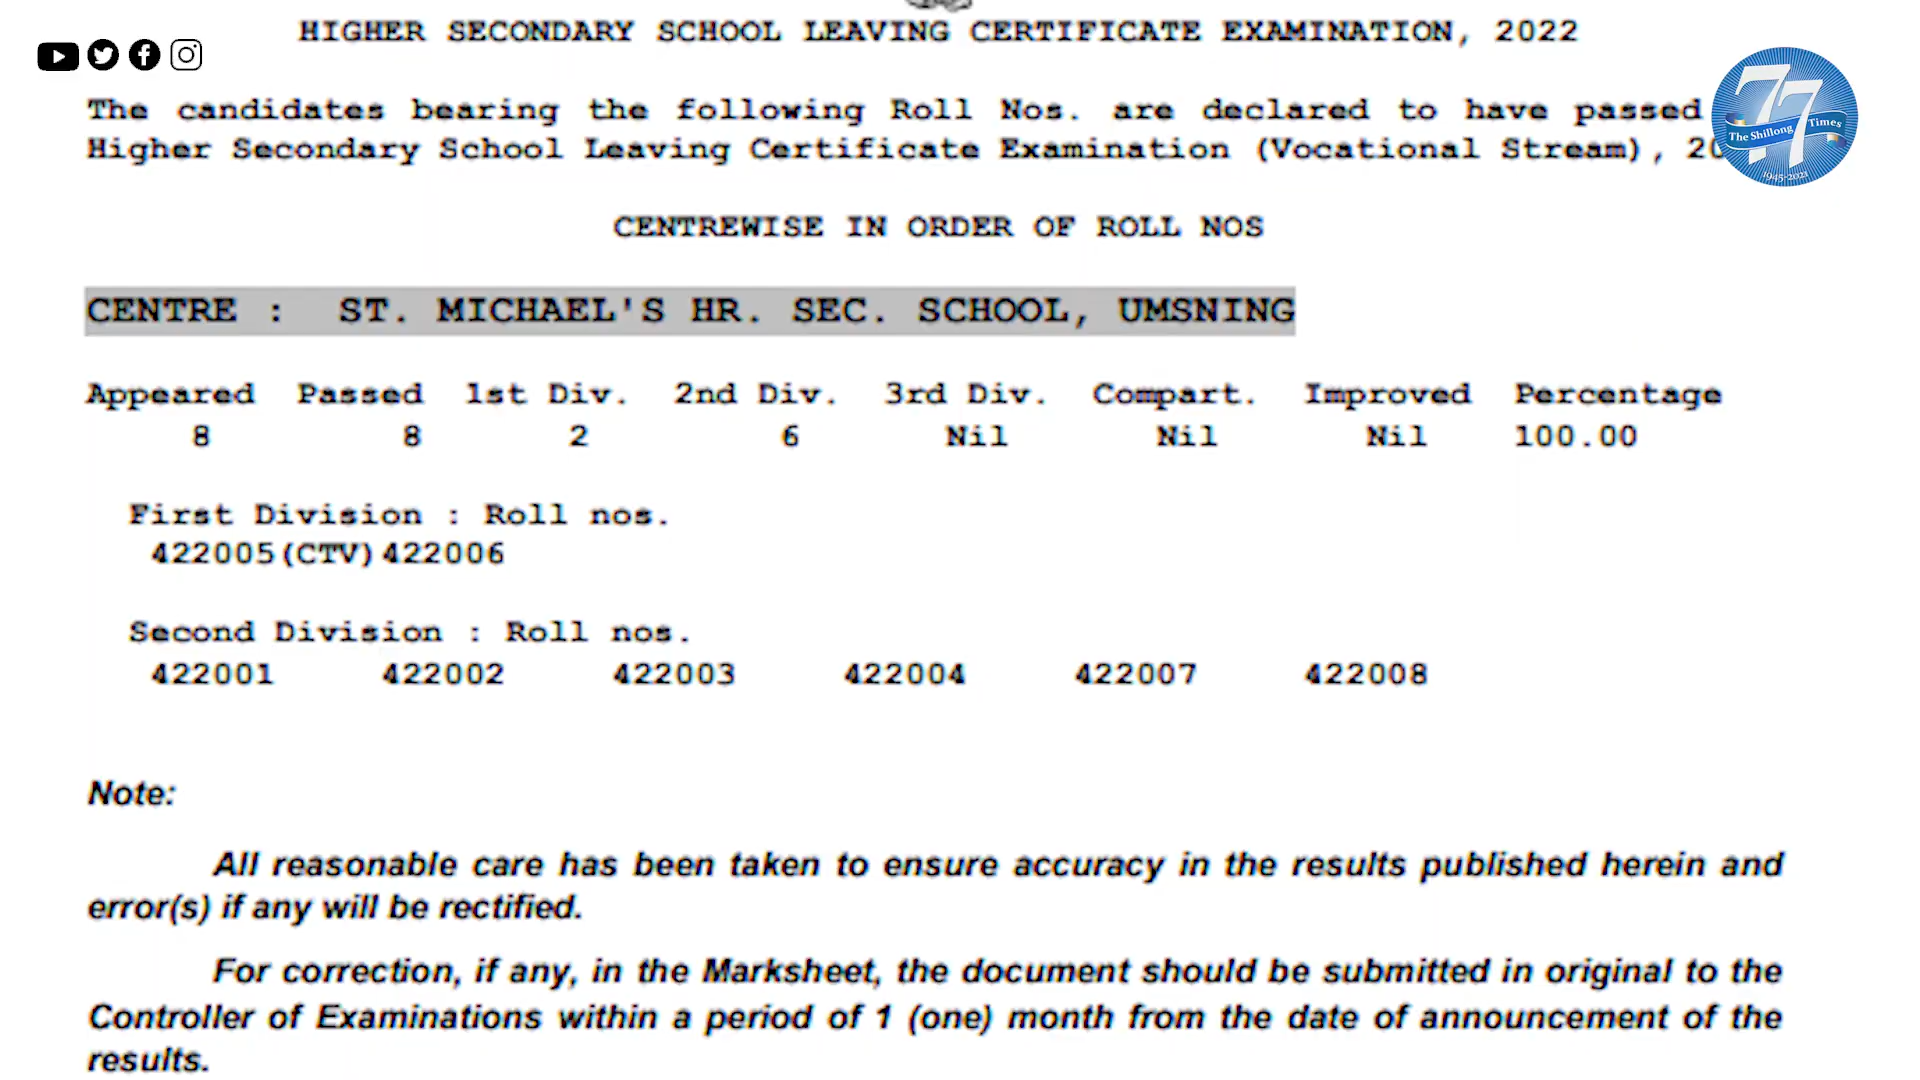 HIGHER SECONDARY SCHOOL LEAVING CERTIFICATE EXAMINATION, 2022
The candidates bearing the following Roll Nos. are declared to have passed
Higher Secondary School Leaving Certificate Examination (Vocational Stream),
77
The Shillong Times
1945-2021
CENTREWISE IN ORDER OF ROLL NOS
CENTRE : ST. MICHAEL'S HR. SEC. SCHOOL, UMSNING
Appeared Passed 1st Div. 2nd Div. 3rd Div. Compart. Improved Percentage
8 8 2 6 Nil Nil Nil 100.00
First Division : Roll nos.
422005(CTV)422006
Second Division : Roll nos.
422001 422002 422003 422004 422007 422008
Note:
All reasonable care has been taken to ensure accuracy in the results published herein and
error(s) if any will be rectified.
For correction, if any, in the Marksheet, the document should be submitted in original to the
Controller of Examinations within a period of 1 (one) month from the date of announcement of the
results.